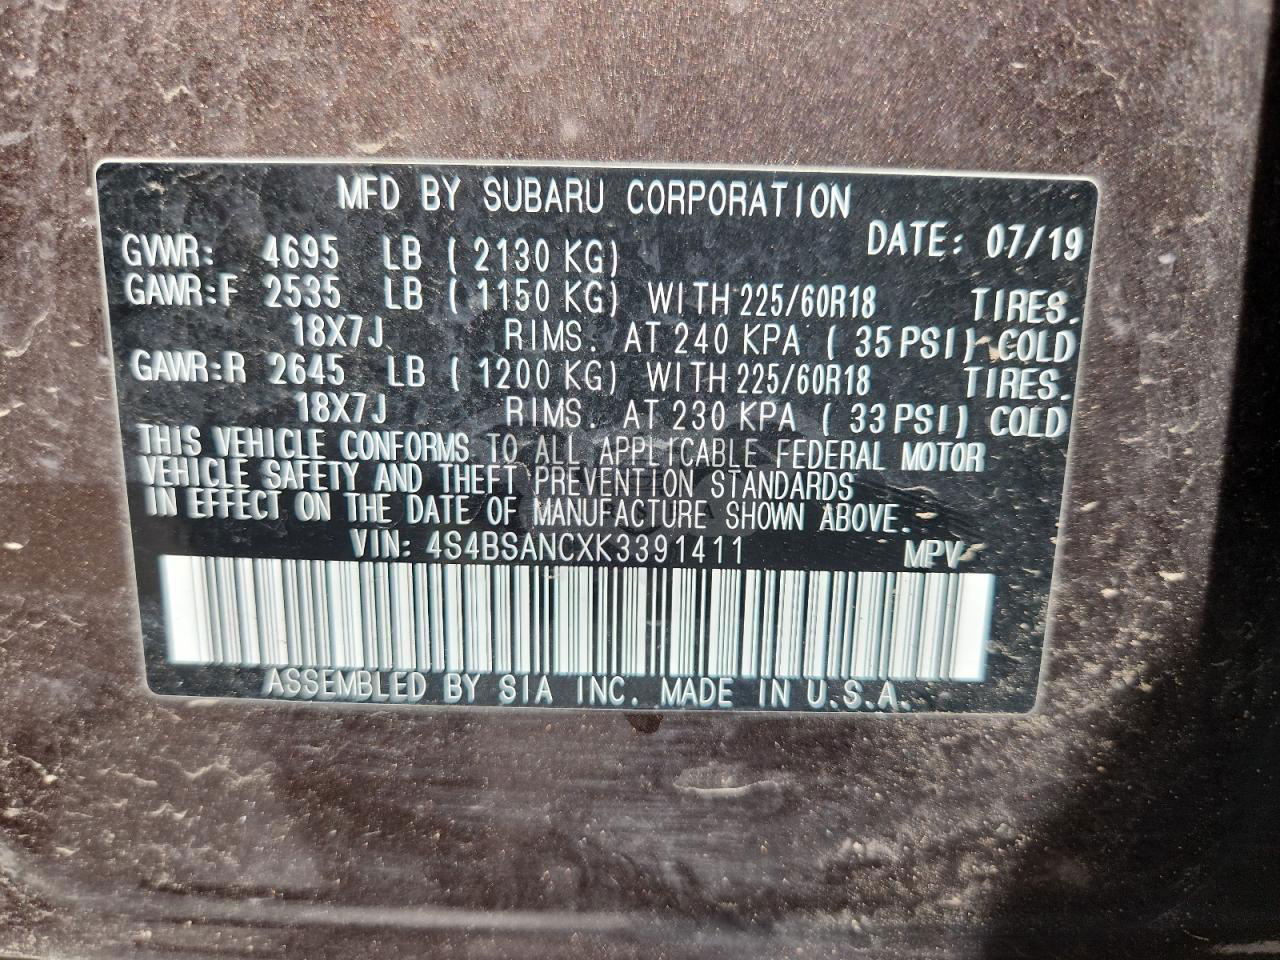 MFD BY SUBARU CORPORATION
DATE: 07/19
GVWR: 4695 LB ( 2130 KG)
GAWR:F 2535 LB ( 1150 KG) WITH 225/60R18 TIRES.
18X7J RIMS. AT 240 KPA ( 35 PSI) COLD
GAWR:R 2645 LB ( 1200 KG) WITH 225/60R18 TIRES.
18X7J RIMS. AT 230 KPA ( 33 PSI) COLD
THIS VEHICLE CONFORMS TO ALL APPLICABLE FEDERAL MOTOR
VEHICLE SAFETY AND THEFT PREVENTION STANDARDS
IN EFFECT ON THE DATE OF MANUFACTURE SHOWN ABOVE.
VIN: 4S4BSANCXK3391411 MPV
ASSEMBLED BY SIA INC. MADE IN U.S.A.